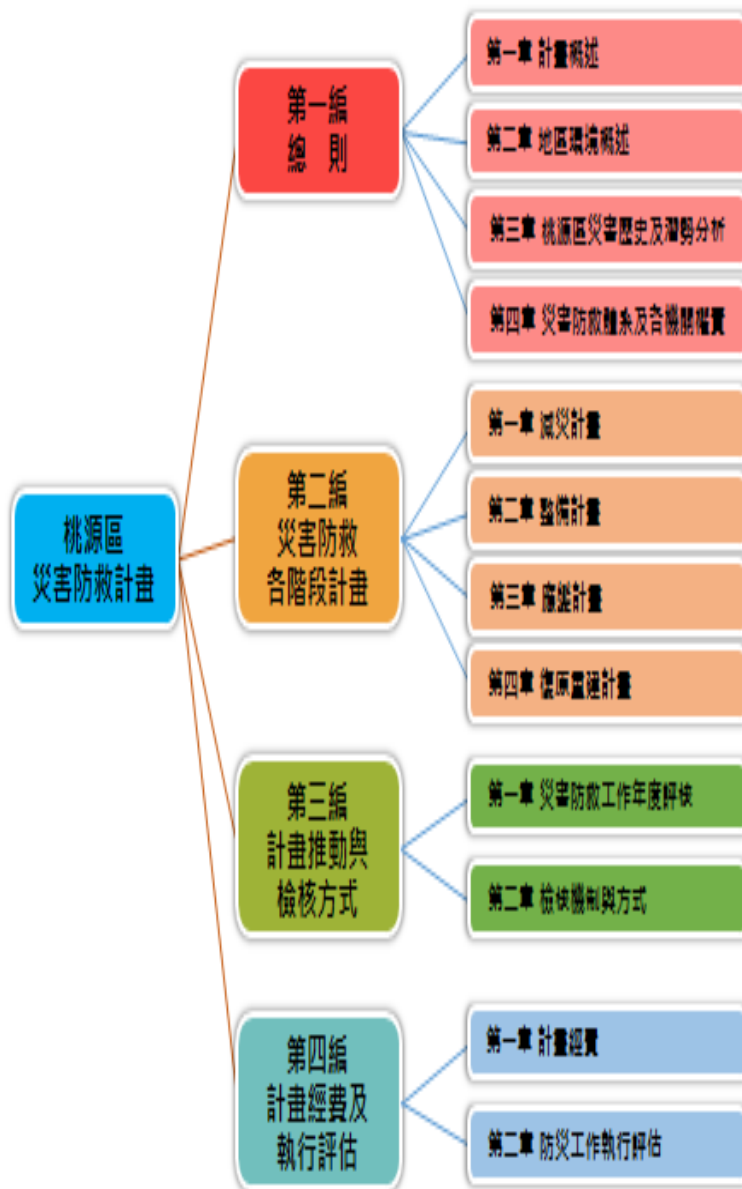 桃源區
災害防救計畫
第一編
總 則
第一章 計畫概述
第二章 地區環境概述
第三章 桃源區災害歷史及潛勢分析
第四章 災害防救體系及各機關權責
第二編
災害防救
各階段計畫
第一章 減災計畫
第二章 整備計畫
第三章 應變計畫
第四章 復原重建計畫
第三編
計畫推動與
檢核方式
第一章 災害防救工作年度評核
第二章 檢核機制與方式
第四編
計畫經費及
執行評估
第一章 計畫經費
第二章 防災工作執行評估